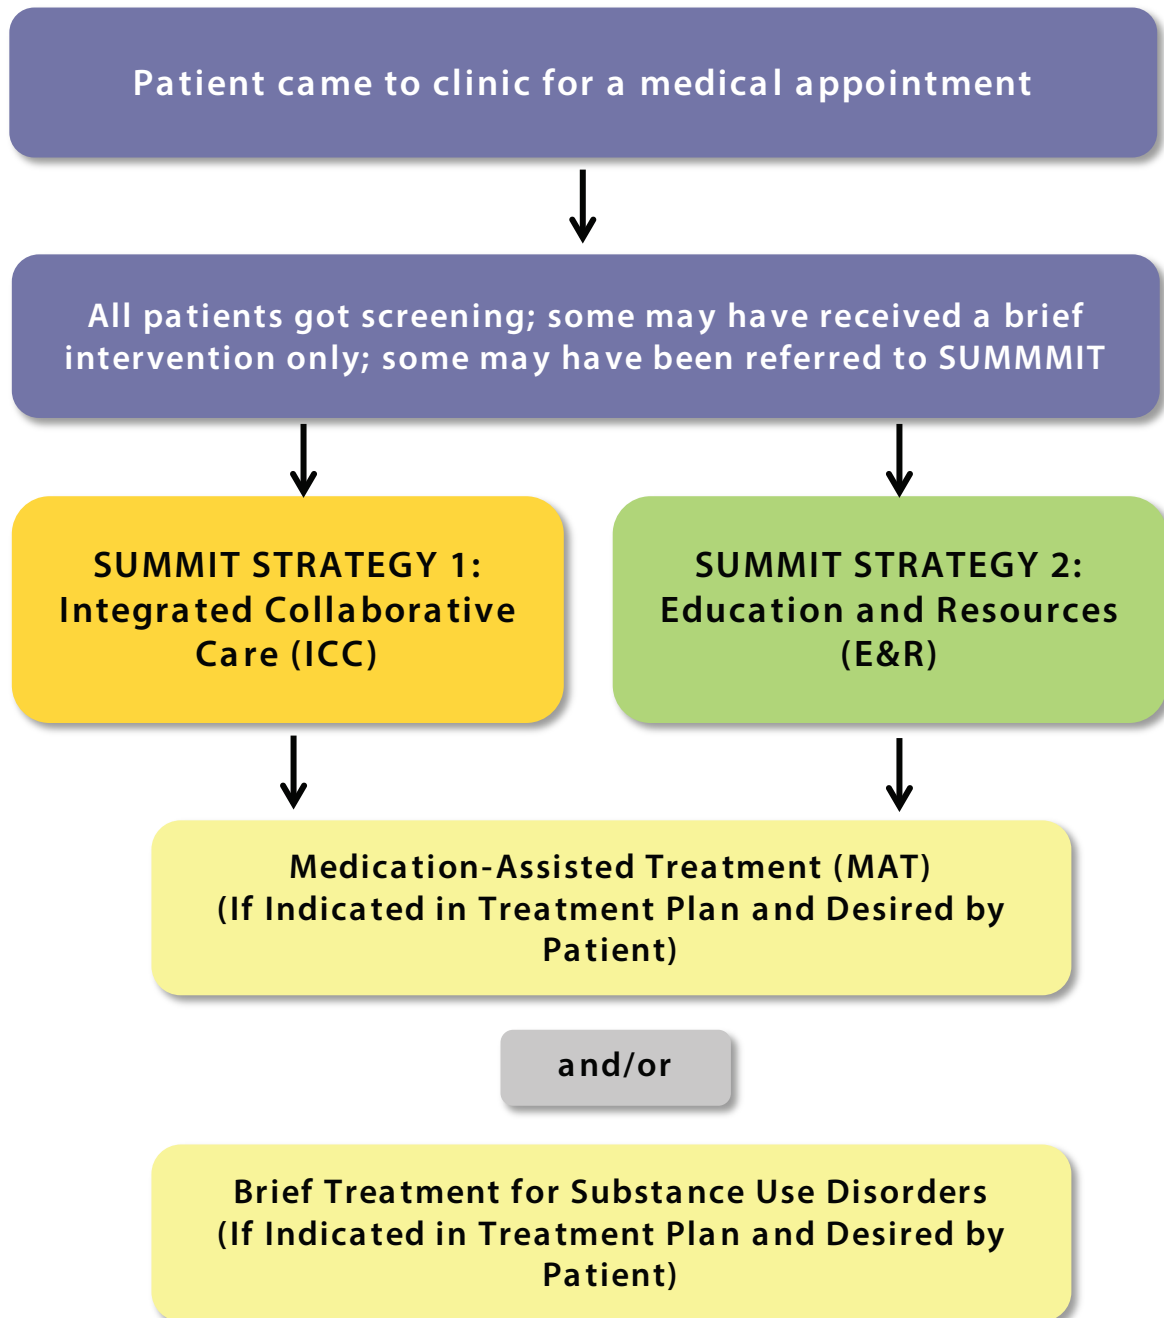 Patient came to clinic for a medical appointment
All patients got screening; some may have received a brief
intervention only; some may have been referred to SUMMMIT
SUMMIT STRATEGY 1:
Integrated Collaborative
Care (ICC)
SUMMIT STRATEGY 2:
Education and Resources
(E&R)
Medication-Assisted Treatment (MAT)
(If Indicated in Treatment Plan and Desired by
Patient)
and/or
Brief Treatment for Substance Use Disorders
(If Indicated in Treatment Plan and Desired by
Patient)